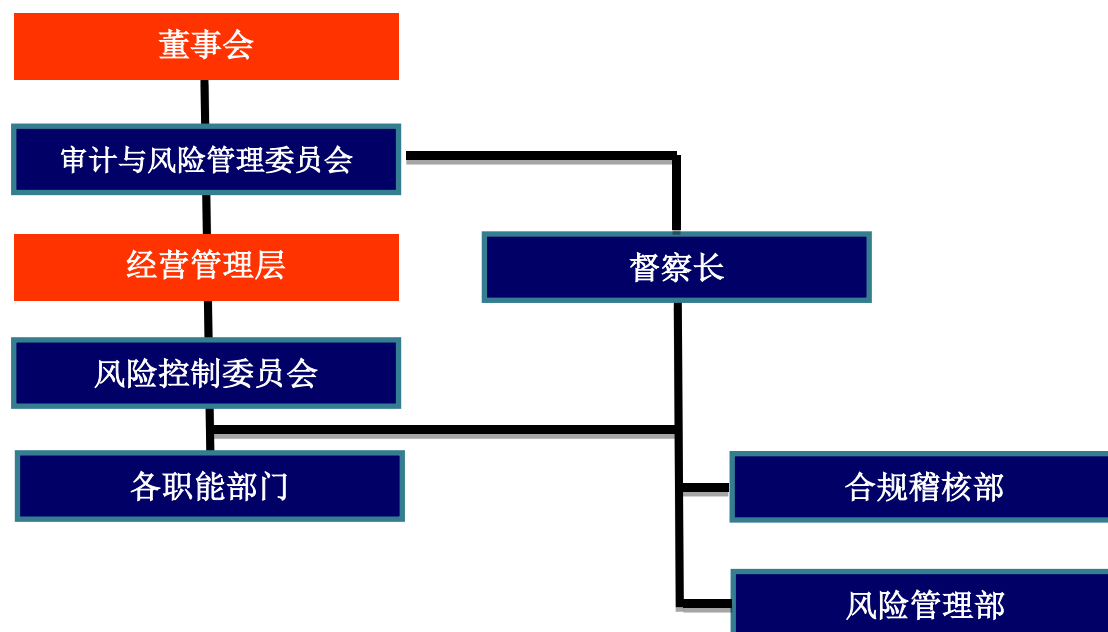 董事会
审计与风险管理委员会
经营管理层
督察长
风险控制委员会
各职能部门
合规稽核部
风险管理部